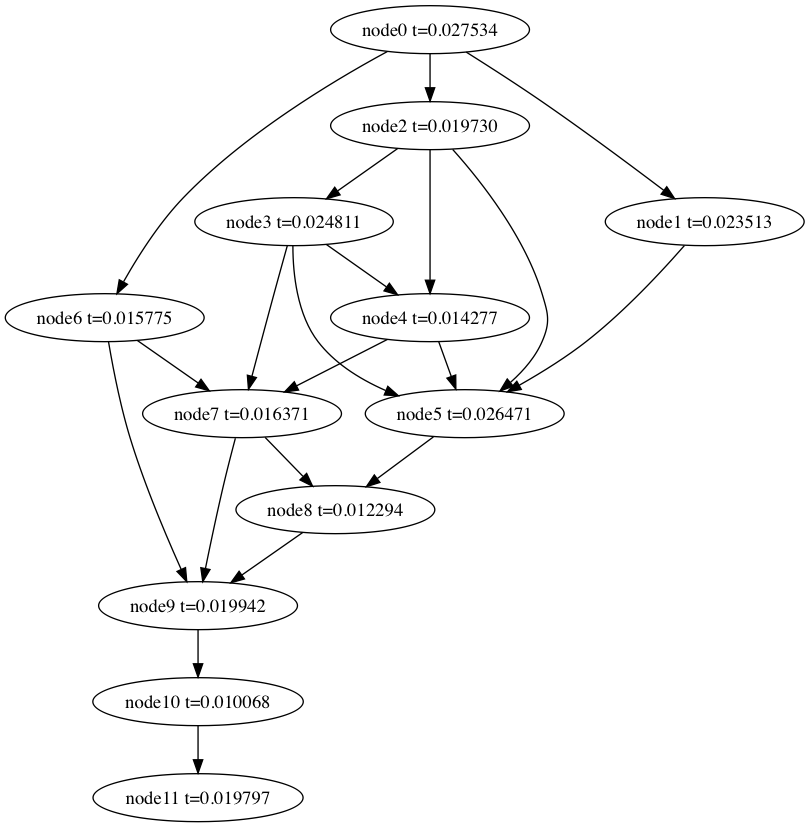 node0 t=0.027534
node2 t=0.019730
node3 t=0.024811
node1 t=0.023513
node6 t=0.015775
node4 t=0.014277
node7 t=0.016371
node5 t=0.026471
node8 t=0.012294
node9 t=0.019942
node10 t=0.010068
node11 t=0.019797